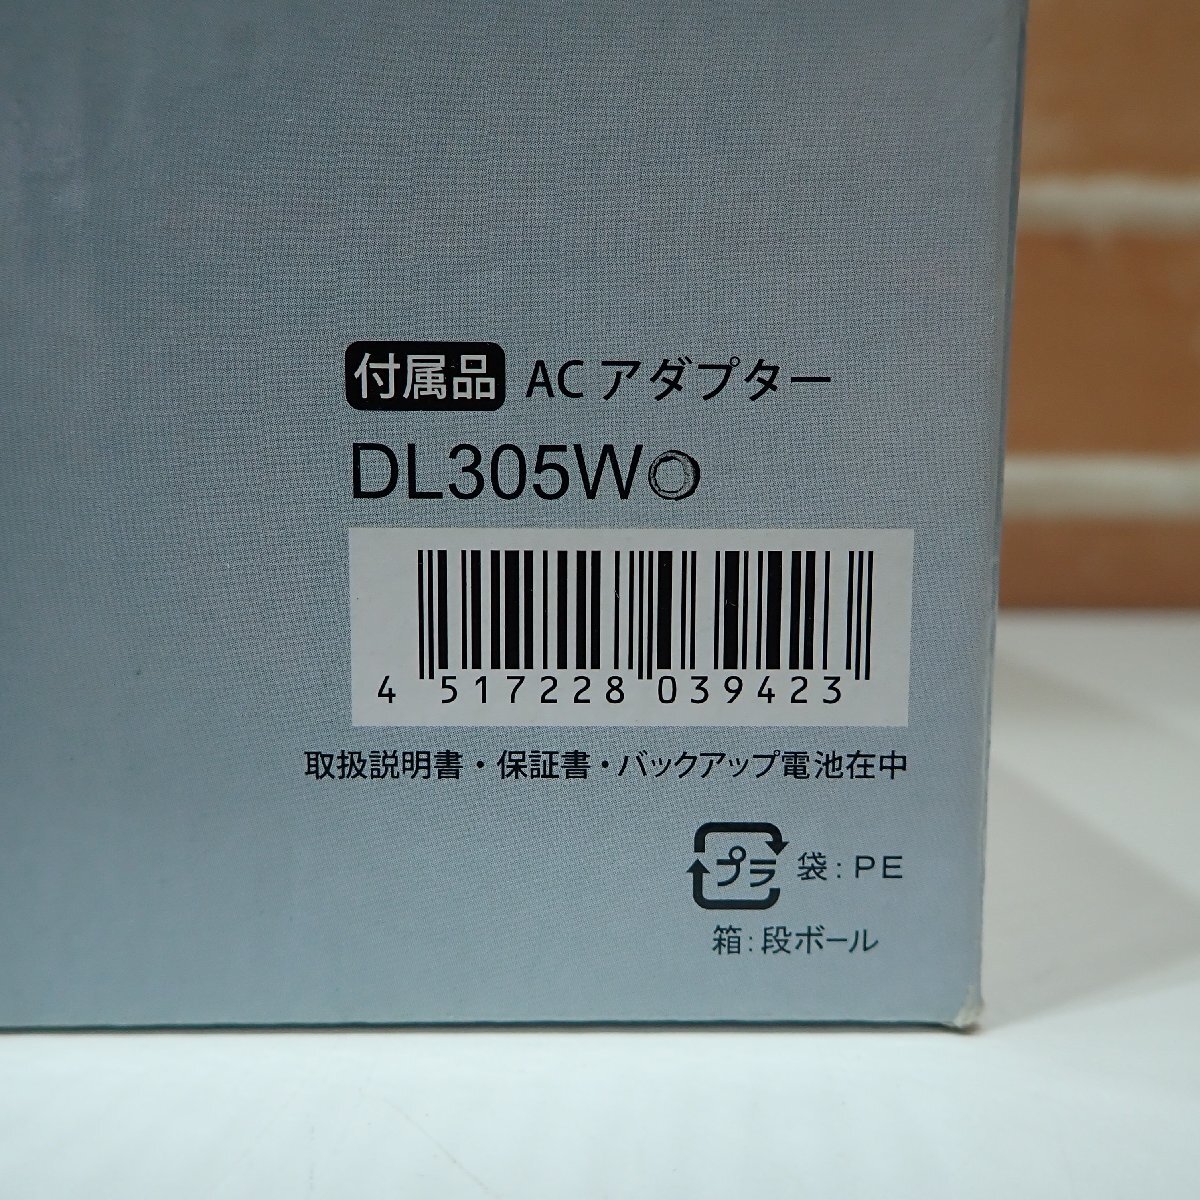 付属品 ACアダプター
DL305W
4 517228 039423
取扱説明書・保証書・バックアップ電池在中
プラ 袋:PE
箱:段ボール